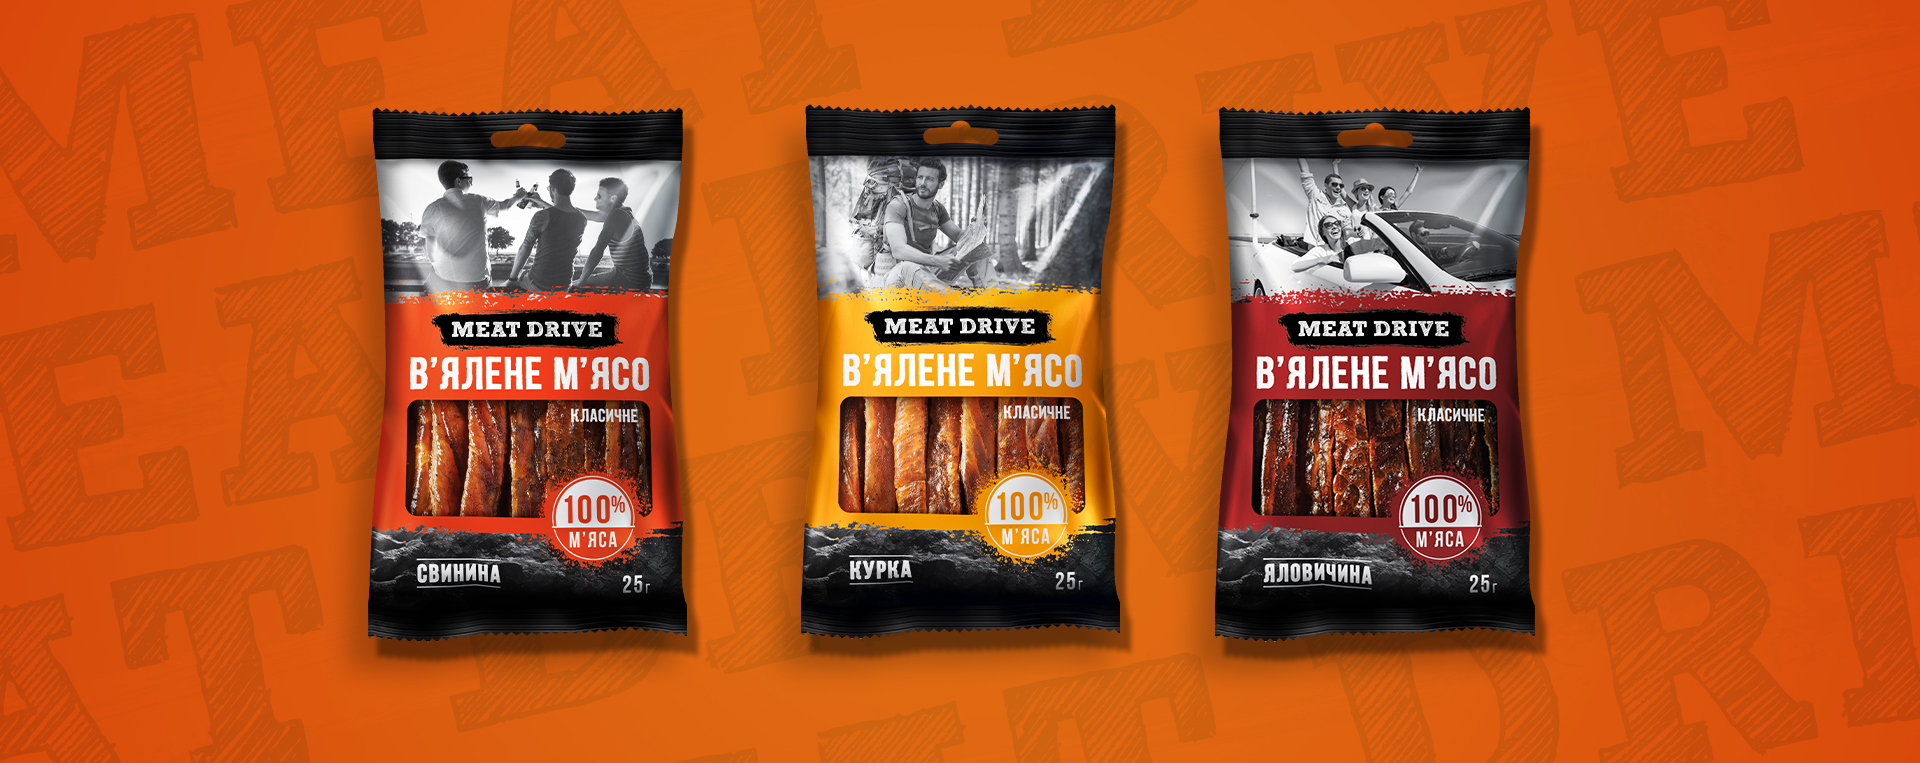 MEAT DRIVE
В’ЯЛЕНЕ М’ЯСО
КЛАСИЧНЕ
100%
М’ЯСА
СВИНИНА
25г
MEAT DRIVE
В’ЯЛЕНЕ М’ЯСО
КЛАСИЧНЕ
100%
М’ЯСА
КУРКА
25г
MEAT DRIVE
В’ЯЛЕНЕ М’ЯСО
КЛАСИЧНЕ
100%
М’ЯСА
ЯЛОВИЧИНА
25г